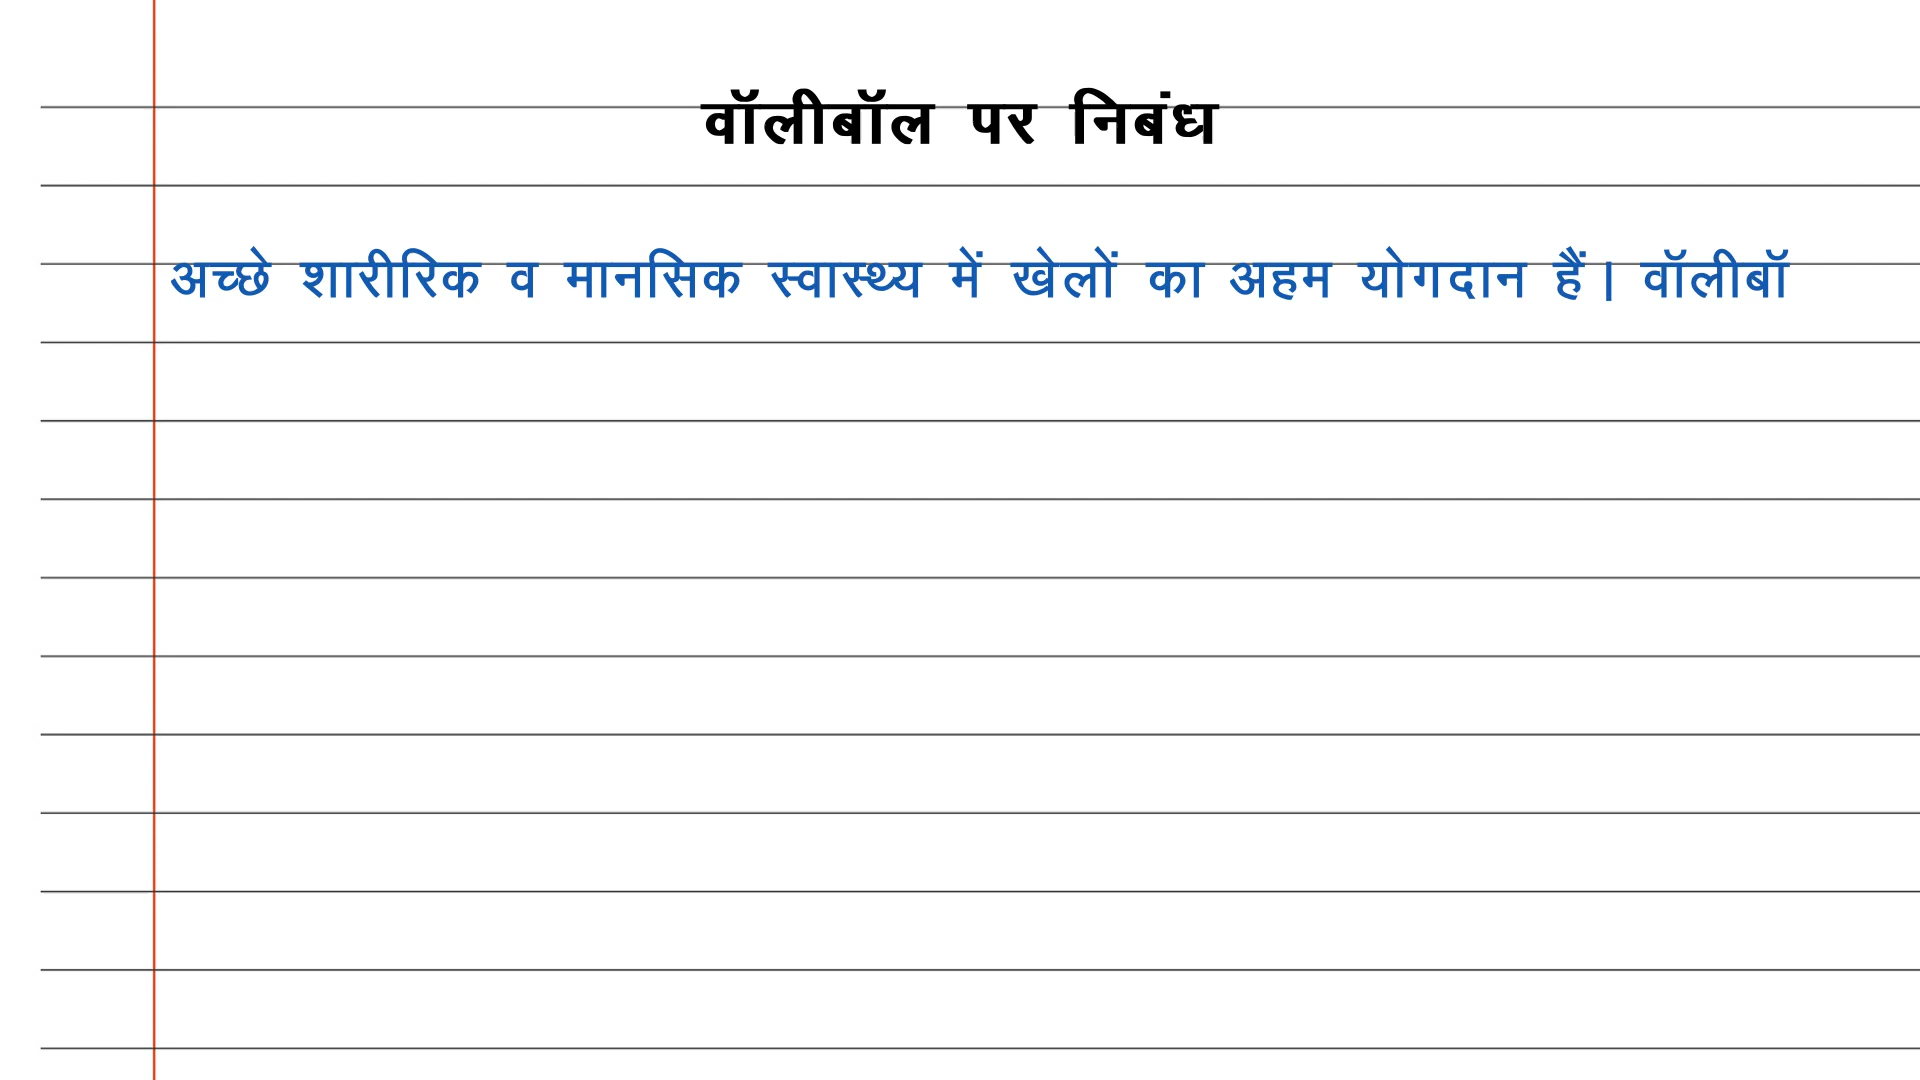 वॉलीबॉल पर निबंध
अच्छे शारीरिक व मानसिक स्वास्थ्य में खेलों का अहम योगदान हैं। वॉलीबॉ